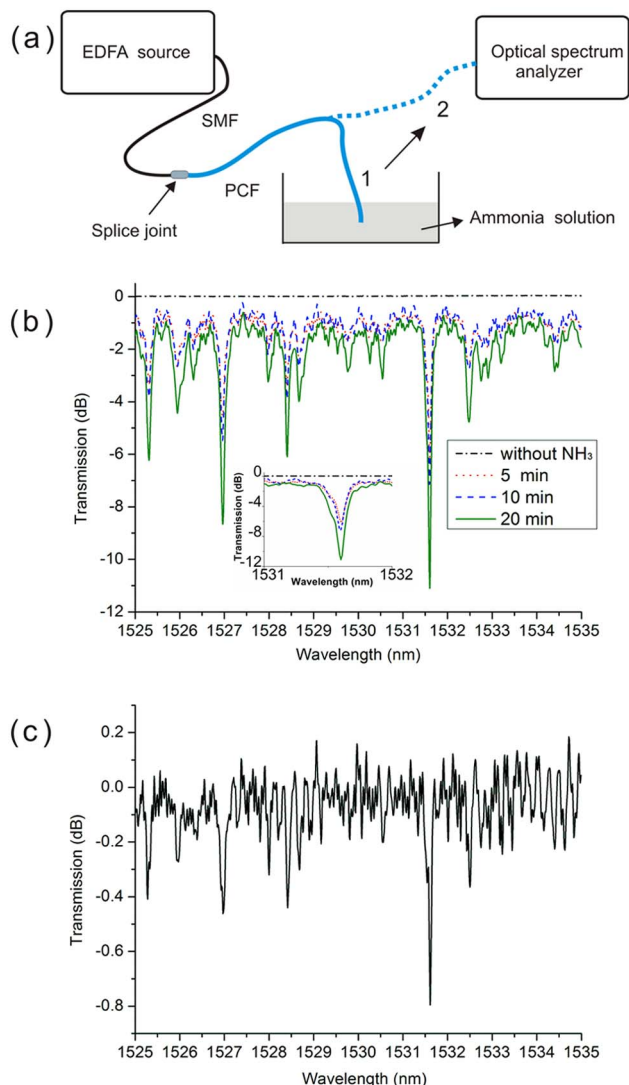 (a)
EDFA source
Optical spectrum
analyzer
SMF
2
1
PCF
Splice joint
Ammonia solution
(b)
0
-2
-4
-6
-8
-10
-12
Transmission (dB)
without NH₃
5 min
10 min
20 min
0
-4
-8
-12
Transmission (dB)
1531 1532
Wavelength (nm)
1525 1526 1527 1528 1529 1530 1531 1532 1533 1534 1535
Wavelength (nm)
(c)
0.2
0.0
-0.2
-0.4
-0.6
-0.8
Transmission (dB)
1525 1526 1527 1528 1529 1530 1531 1532 1533 1534 1535
Wavelength (nm)